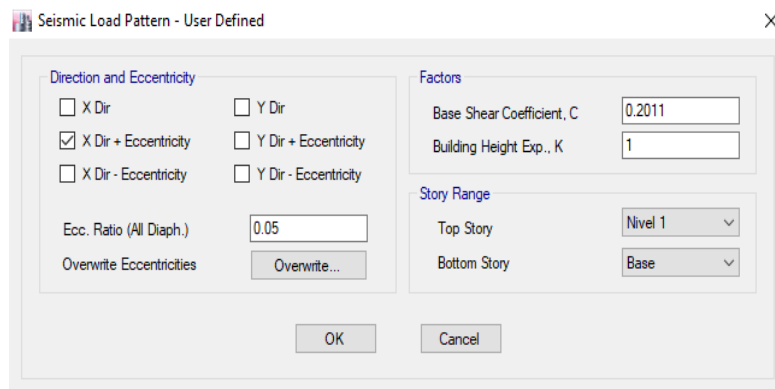 Seismic Load Pattern - User Defined
Direction and Eccentricity
X Dir
Y Dir
X Dir + Eccentricity
Y Dir + Eccentricity
X Dir - Eccentricity
Y Dir - Eccentricity
Ecc. Ratio (All Diaph.)
0.05
Overwrite Eccentricities
Overwrite...
Factors
Base Shear Coefficient, C
0.2011
Building Height Exp., K
1
Story Range
Top Story
Nivel 1
Bottom Story
Base
OK
Cancel